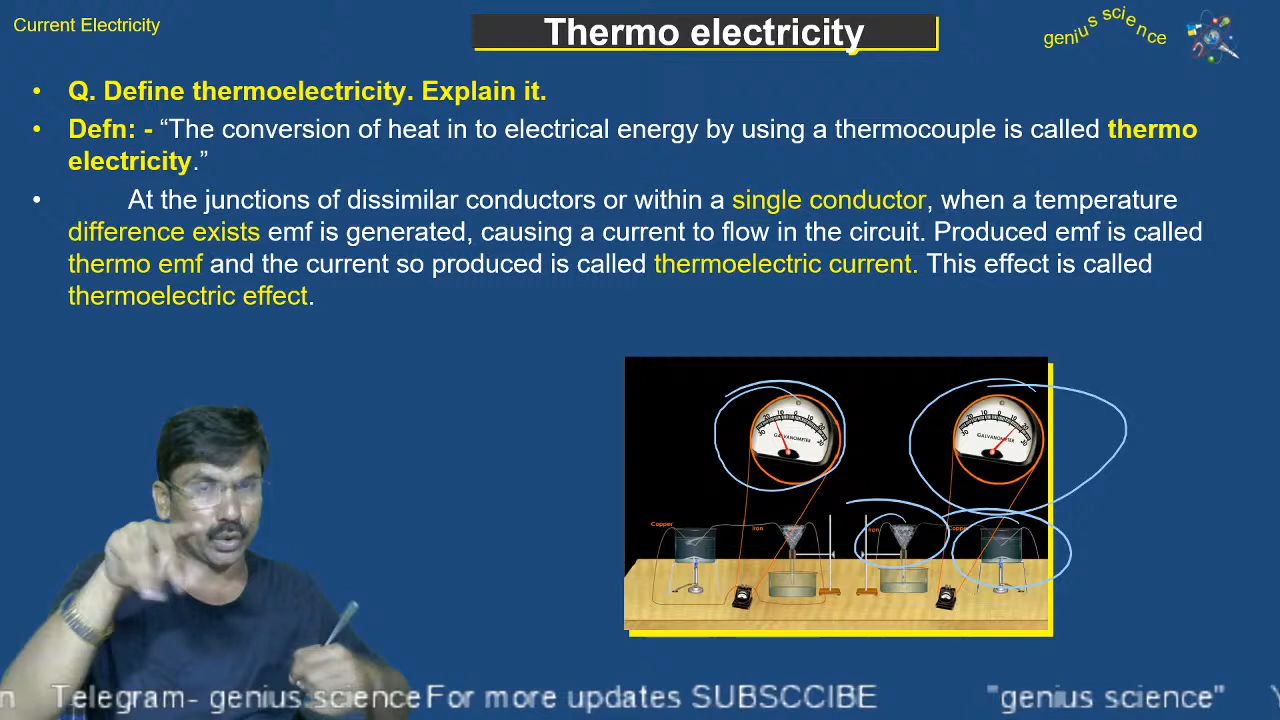 Current Electricity
Thermo electricity
genius science
• Q. Define thermoelectricity. Explain it.
• Defn: - “The conversion of heat in to electrical energy by using a thermocouple is called thermo
electricity.”
• At the junctions of dissimilar conductors or within a single conductor, when a temperature
difference exists emf is generated, causing a current to flow in the circuit. Produced emf is called
thermo emf and the current so produced is called thermoelectric current. This effect is called
thermoelectric effect.
GALVANOMETER
GALVANOMETER
Copper
Iron
Iron
Copper
n Telegram- genius science For more updates SUBSCCIBE "genius science"